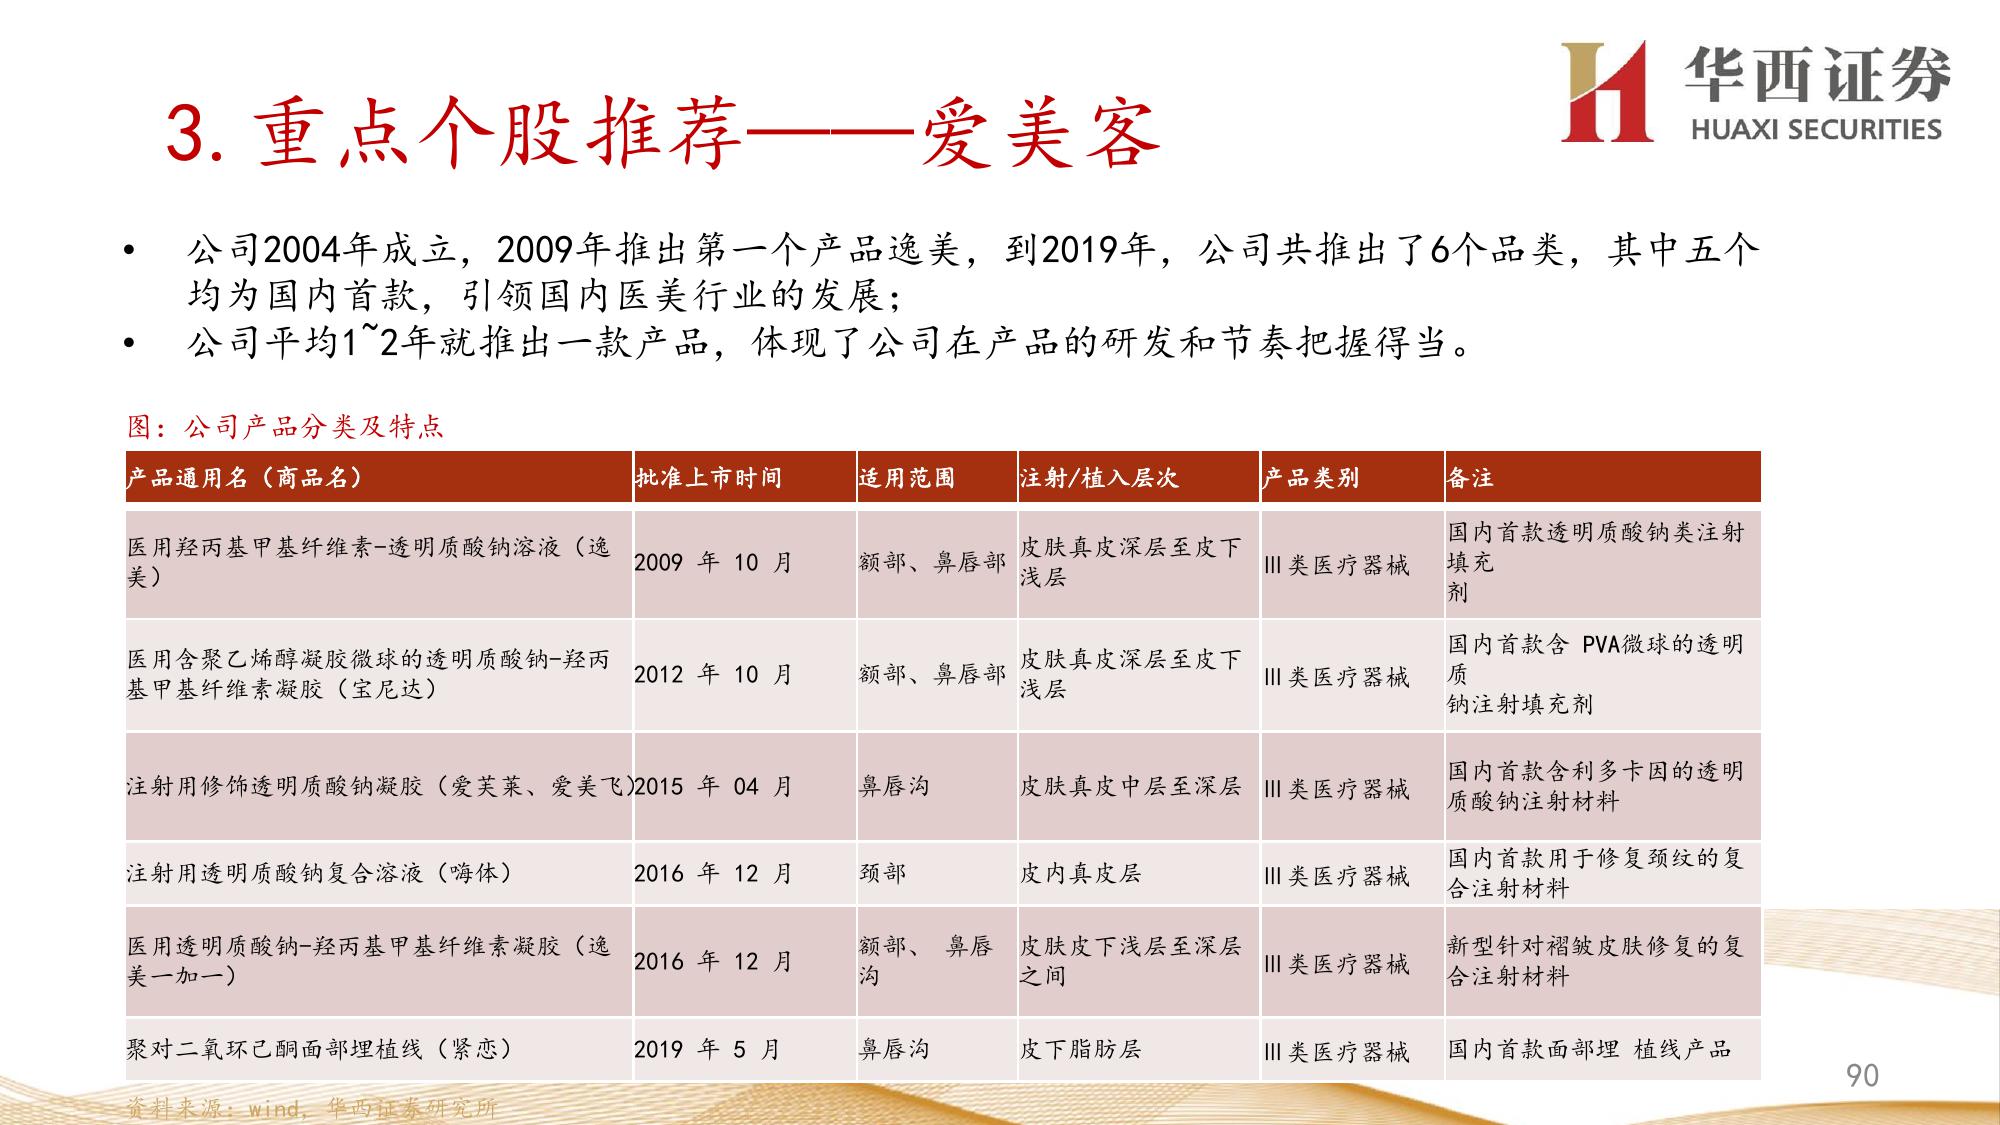 华西证券
HUAXI SECURITIES
3.重点个股推荐——爱美客
• 公司2004年成立，2009年推出第一个产品逸美，到2019年，公司共推出了6个品类，其中五个
均为国内首款，引领国内医美行业的发展；
• 公司平均1~2年就推出一款产品，体现了公司在产品的研发和节奏把握得当。
图：公司产品分类及特点
产品通用名（商品名） 批准上市时间 适用范围 注射/植入层次 产品类别 备注
医用羟丙基甲基纤维素-透明质酸钠溶液（逸
美）
2009 年 10 月
额部、鼻唇部
皮肤真皮深层至皮下
浅层
III类医疗器械
国内首款透明质酸钠类注射
填充
剂
医用含聚乙烯醇凝胶微球的透明质酸钠-羟丙
基甲基纤维素凝胶（宝尼达）
2012 年 10 月
额部、鼻唇部
皮肤真皮深层至皮下
浅层
III类医疗器械
国内首款含 PVA微球的透明
质
钠注射填充剂
注射用修饰透明质酸钠凝胶（爱芙莱、爱美飞）
2015 年 04 月
鼻唇沟
皮肤真皮中层至深层
III类医疗器械
国内首款含利多卡因的透明
质酸钠注射材料
注射用透明质酸钠复合溶液（嗨体）
2016 年 12 月
颈部
皮内真皮层
III类医疗器械
国内首款用于修复颈纹的复
合注射材料
医用透明质酸钠-羟丙基甲基纤维素凝胶（逸
美一加一）
2016 年 12 月
额部、 鼻唇
沟
皮肤皮下浅层至深层
之间
III类医疗器械
新型针对褶皱皮肤修复的复
合注射材料
聚对二氧环己酮面部埋植线（紧恋）
2019 年 5 月
鼻唇沟
皮下脂肪层
III类医疗器械
国内首款面部埋 植线产品
资料来源：wind，华西证券研究所
90